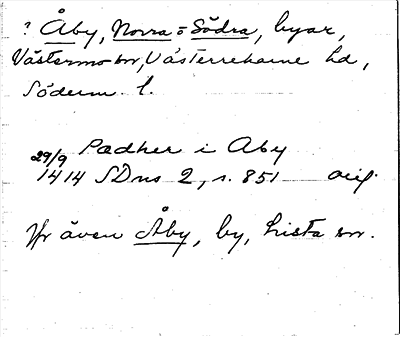 ? Åby, Norra o Södra, byar,
Västermo sn, Västerrekarne hd,
Söderm. l.
Padher i Aby
29/9
1414 SDns 2, s. 851 orig.
Jfr även Åby, by, Lista sn.